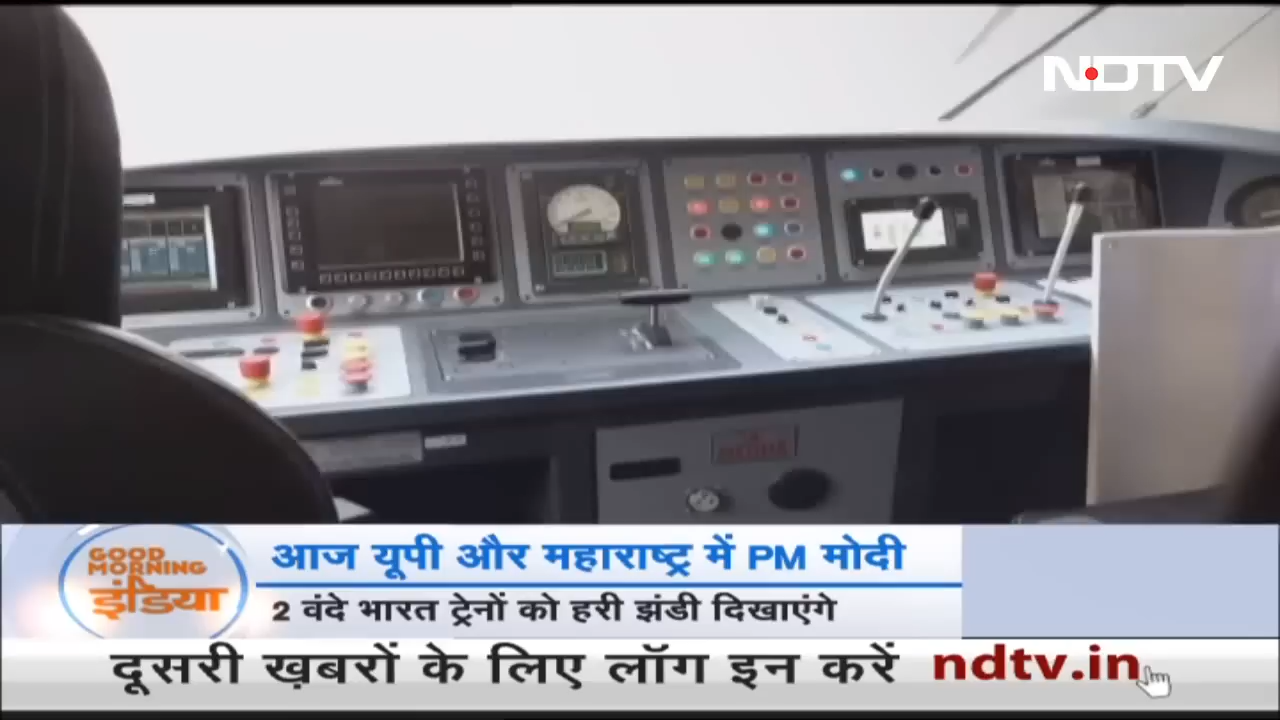 NDTV
GOOD
MORNING
इंडिया
आज यूपी और महाराष्ट्र में PM मोदी
2 वंदे भारत ट्रेनों को हरी झंडी दिखाएंगे
दूसरी ख़बरों के लिए लॉग इन करें ndtv.in